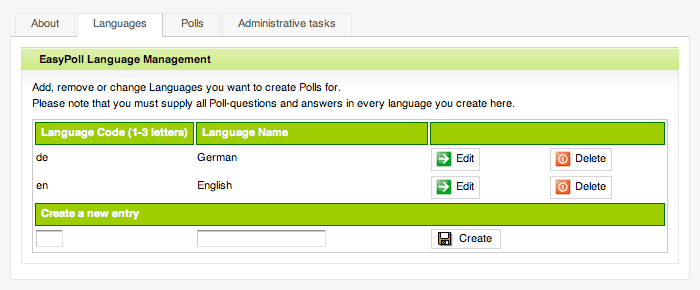 About Languages Polls Administrative tasks
EasyPoll Language Management
Add, remove or change Languages you want to create Polls for.
Please note that you must supply all Poll-questions and answers in every language you create here.
Language Code (1-3 letters) Language Name
de German Edit Delete
en English Edit Delete
Create a new entry
Create